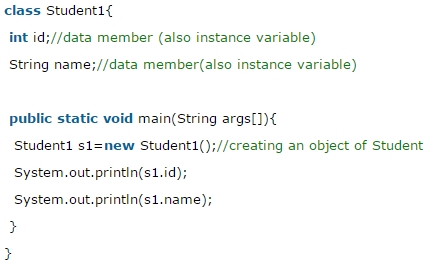 class Student1{
int id;//data member (also instance variable)
String name;//data member(also instance variable)
public static void main(String args[]){
Student1 s1=new Student1();//creating an object of Student
System.out.println(s1.id);
System.out.println(s1.name);
}
}